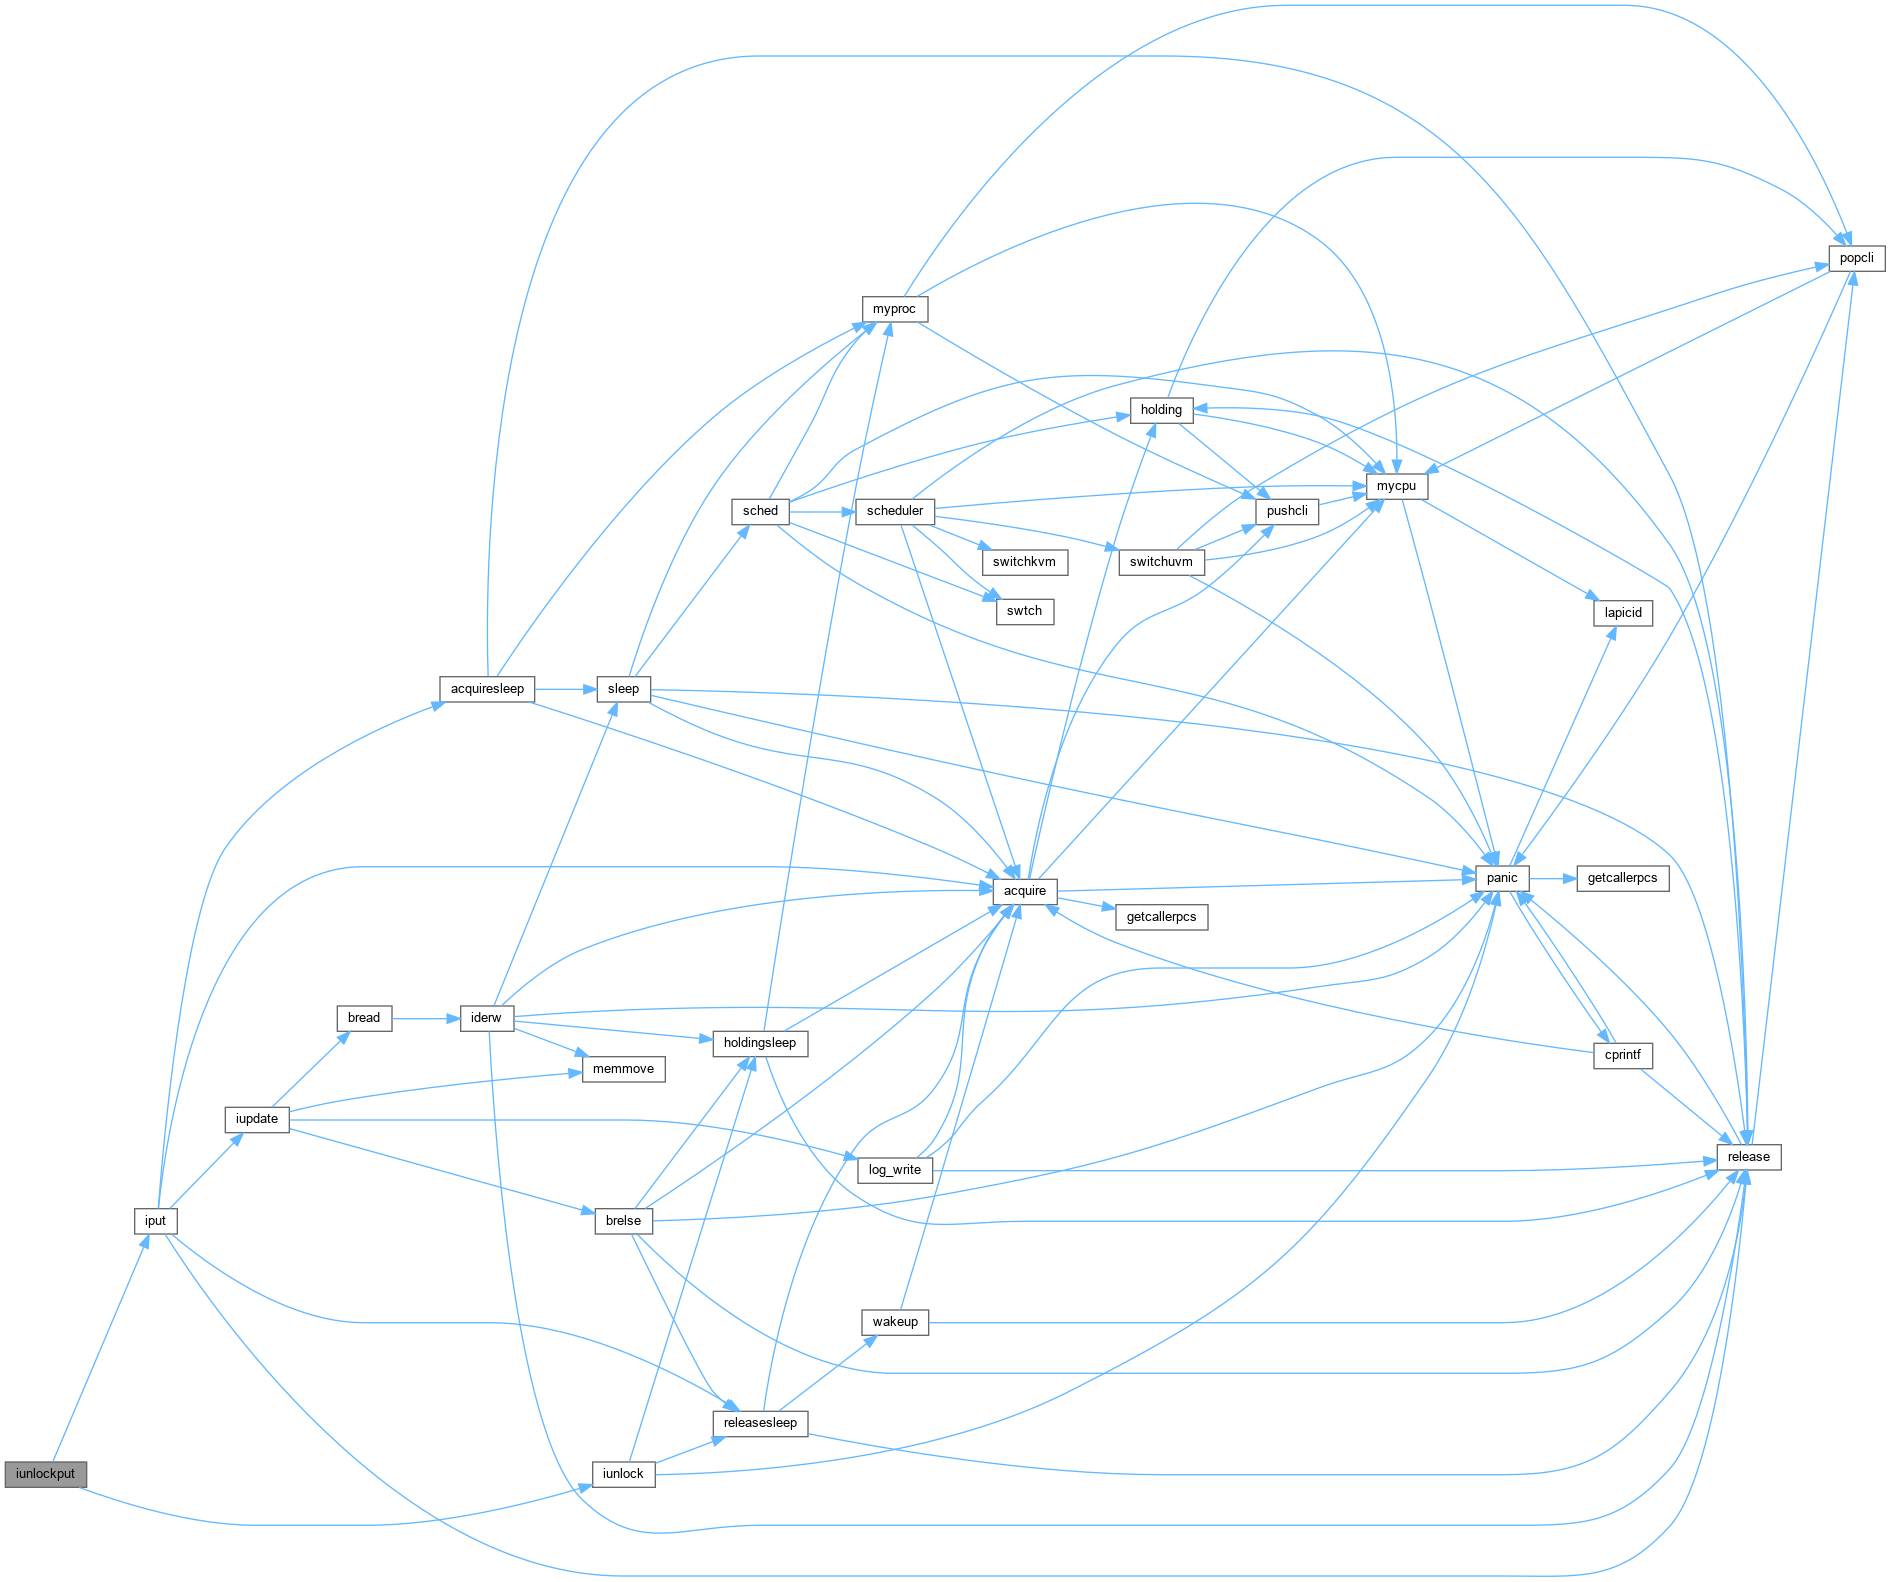 popcli
myproc
holding
mycpu
sched
scheduler
pushcli
switchkvm
switchuvm
swtch
lapicid
acquiresleep
sleep
acquire
panic
getcallerpcs
getcallerpcs
bread
iderw
holdingsleep
cprintf
memmove
iupdate
log_write
release
iput
brelse
wakeup
releasesleep
iunlockput
iunlock